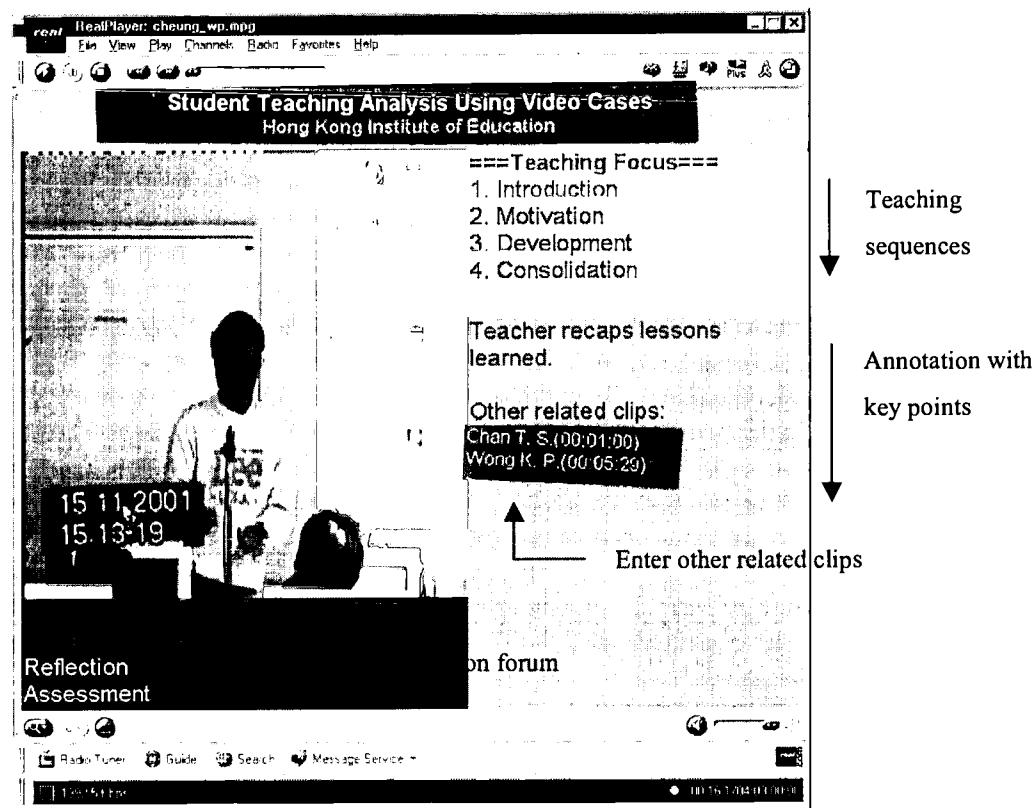 real RealPlayer: cheung_wp.mpg
File View Play Channels Radio Favorites Help
Plus
Student Teaching Analysis Using Video Cases
Hong Kong Institute of Education
===Teaching Focus===
1. Introduction
2. Motivation
3. Development
4. Consolidation
Teaching
sequences
Teacher recaps lessons
learned.
Annotation with
key points
Other related clips:
Chan T. S.(00:01:00)
Wong K. P.(00:05:29)
15 11 2001
15 13 19
Enter other related clips
on forum
Reflection
Assessment
Radio Tuner Guide Search Message Service
real